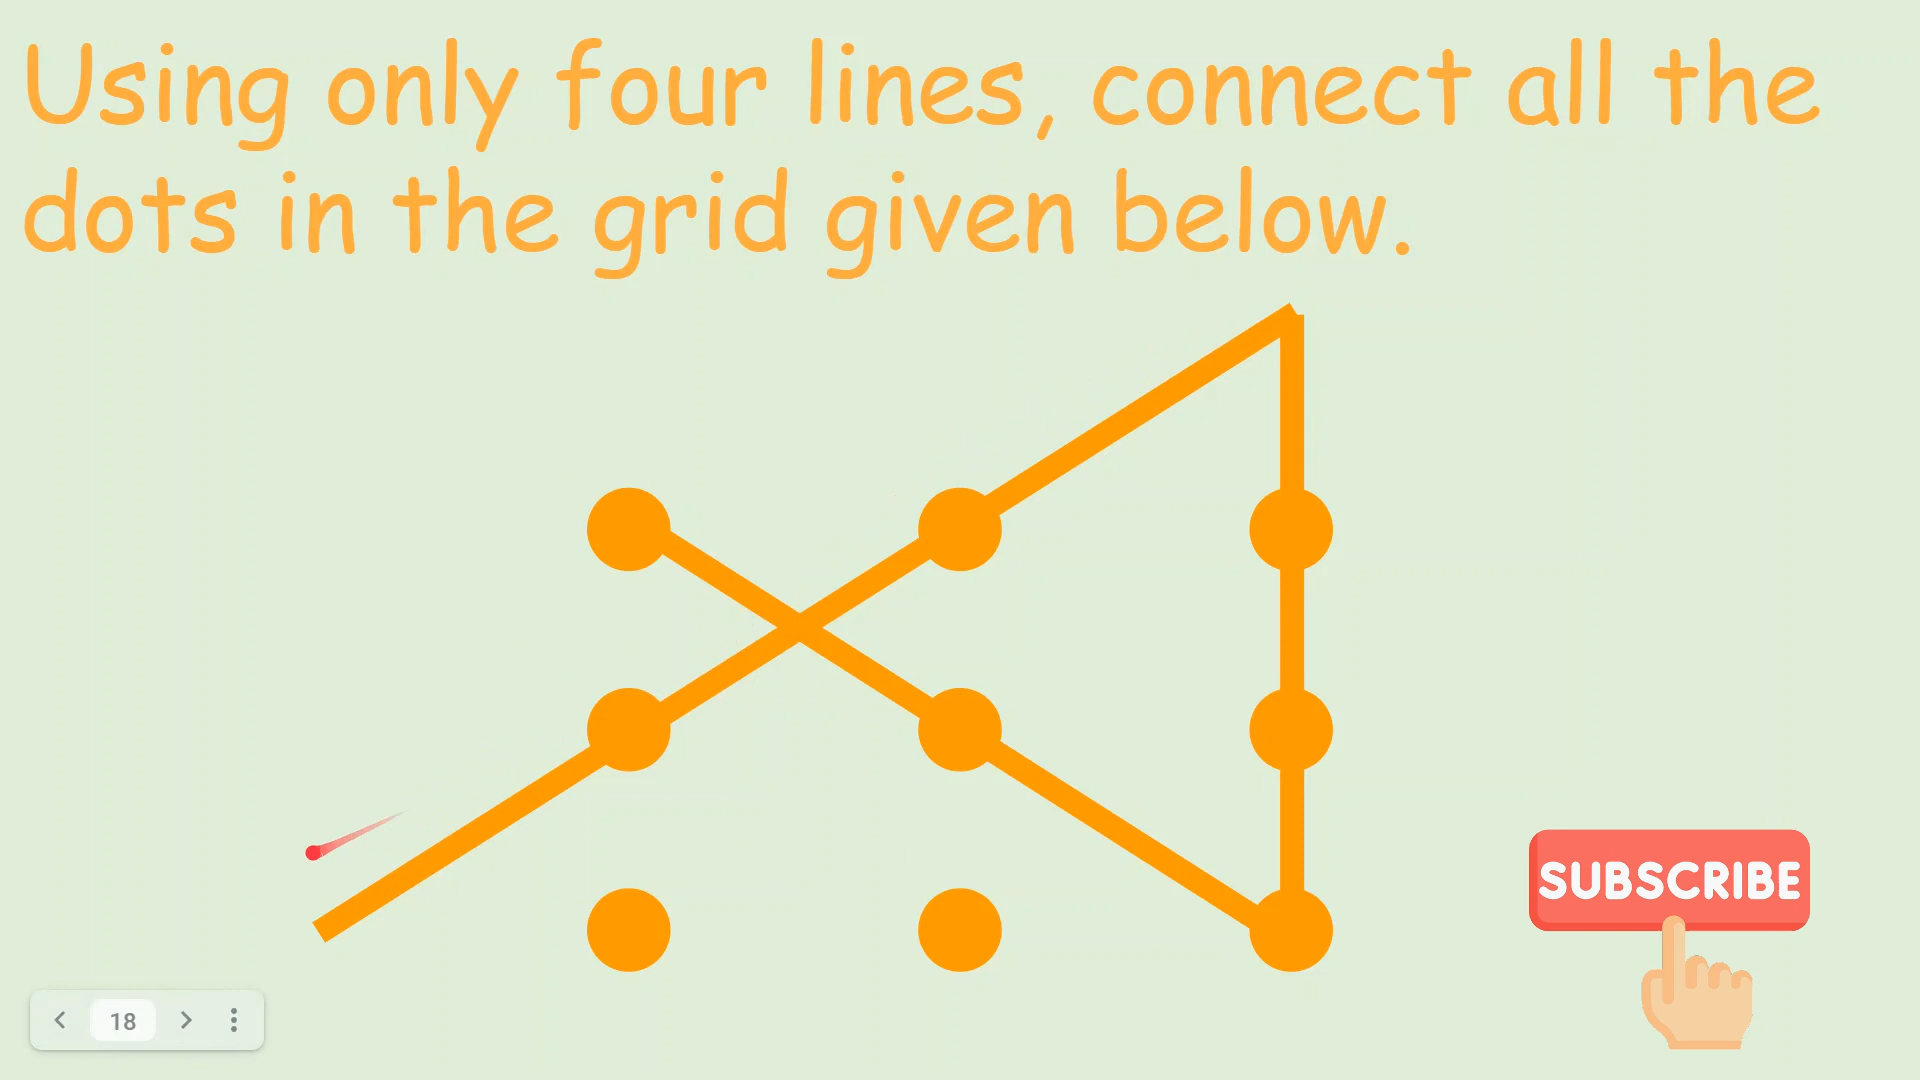 Using only four lines, connect all the
dots in the grid given below.
SUBSCRIBE
18